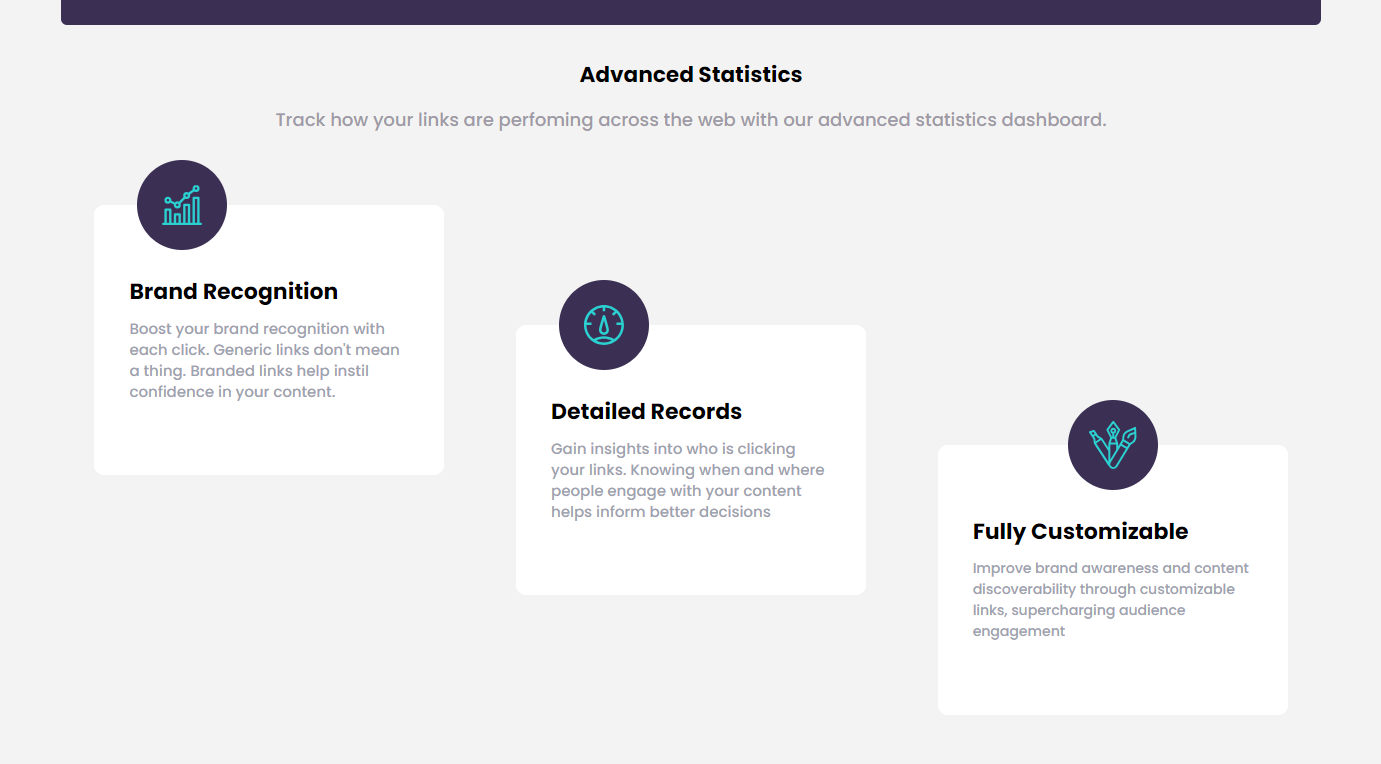 Advanced Statistics
Track how your links are perfoming across the web with our advanced statistics dashboard.
Brand Recognition
Boost your brand recognition with
each click. Generic links don't mean
a thing. Branded links help instil
confidence in your content.
Detailed Records
Gain insights into who is clicking
your links. Knowing when and where
people engage with your content
helps inform better decisions
Fully Customizable
Improve brand awareness and content
discoverability through customizable
links, supercharging audience
engagement